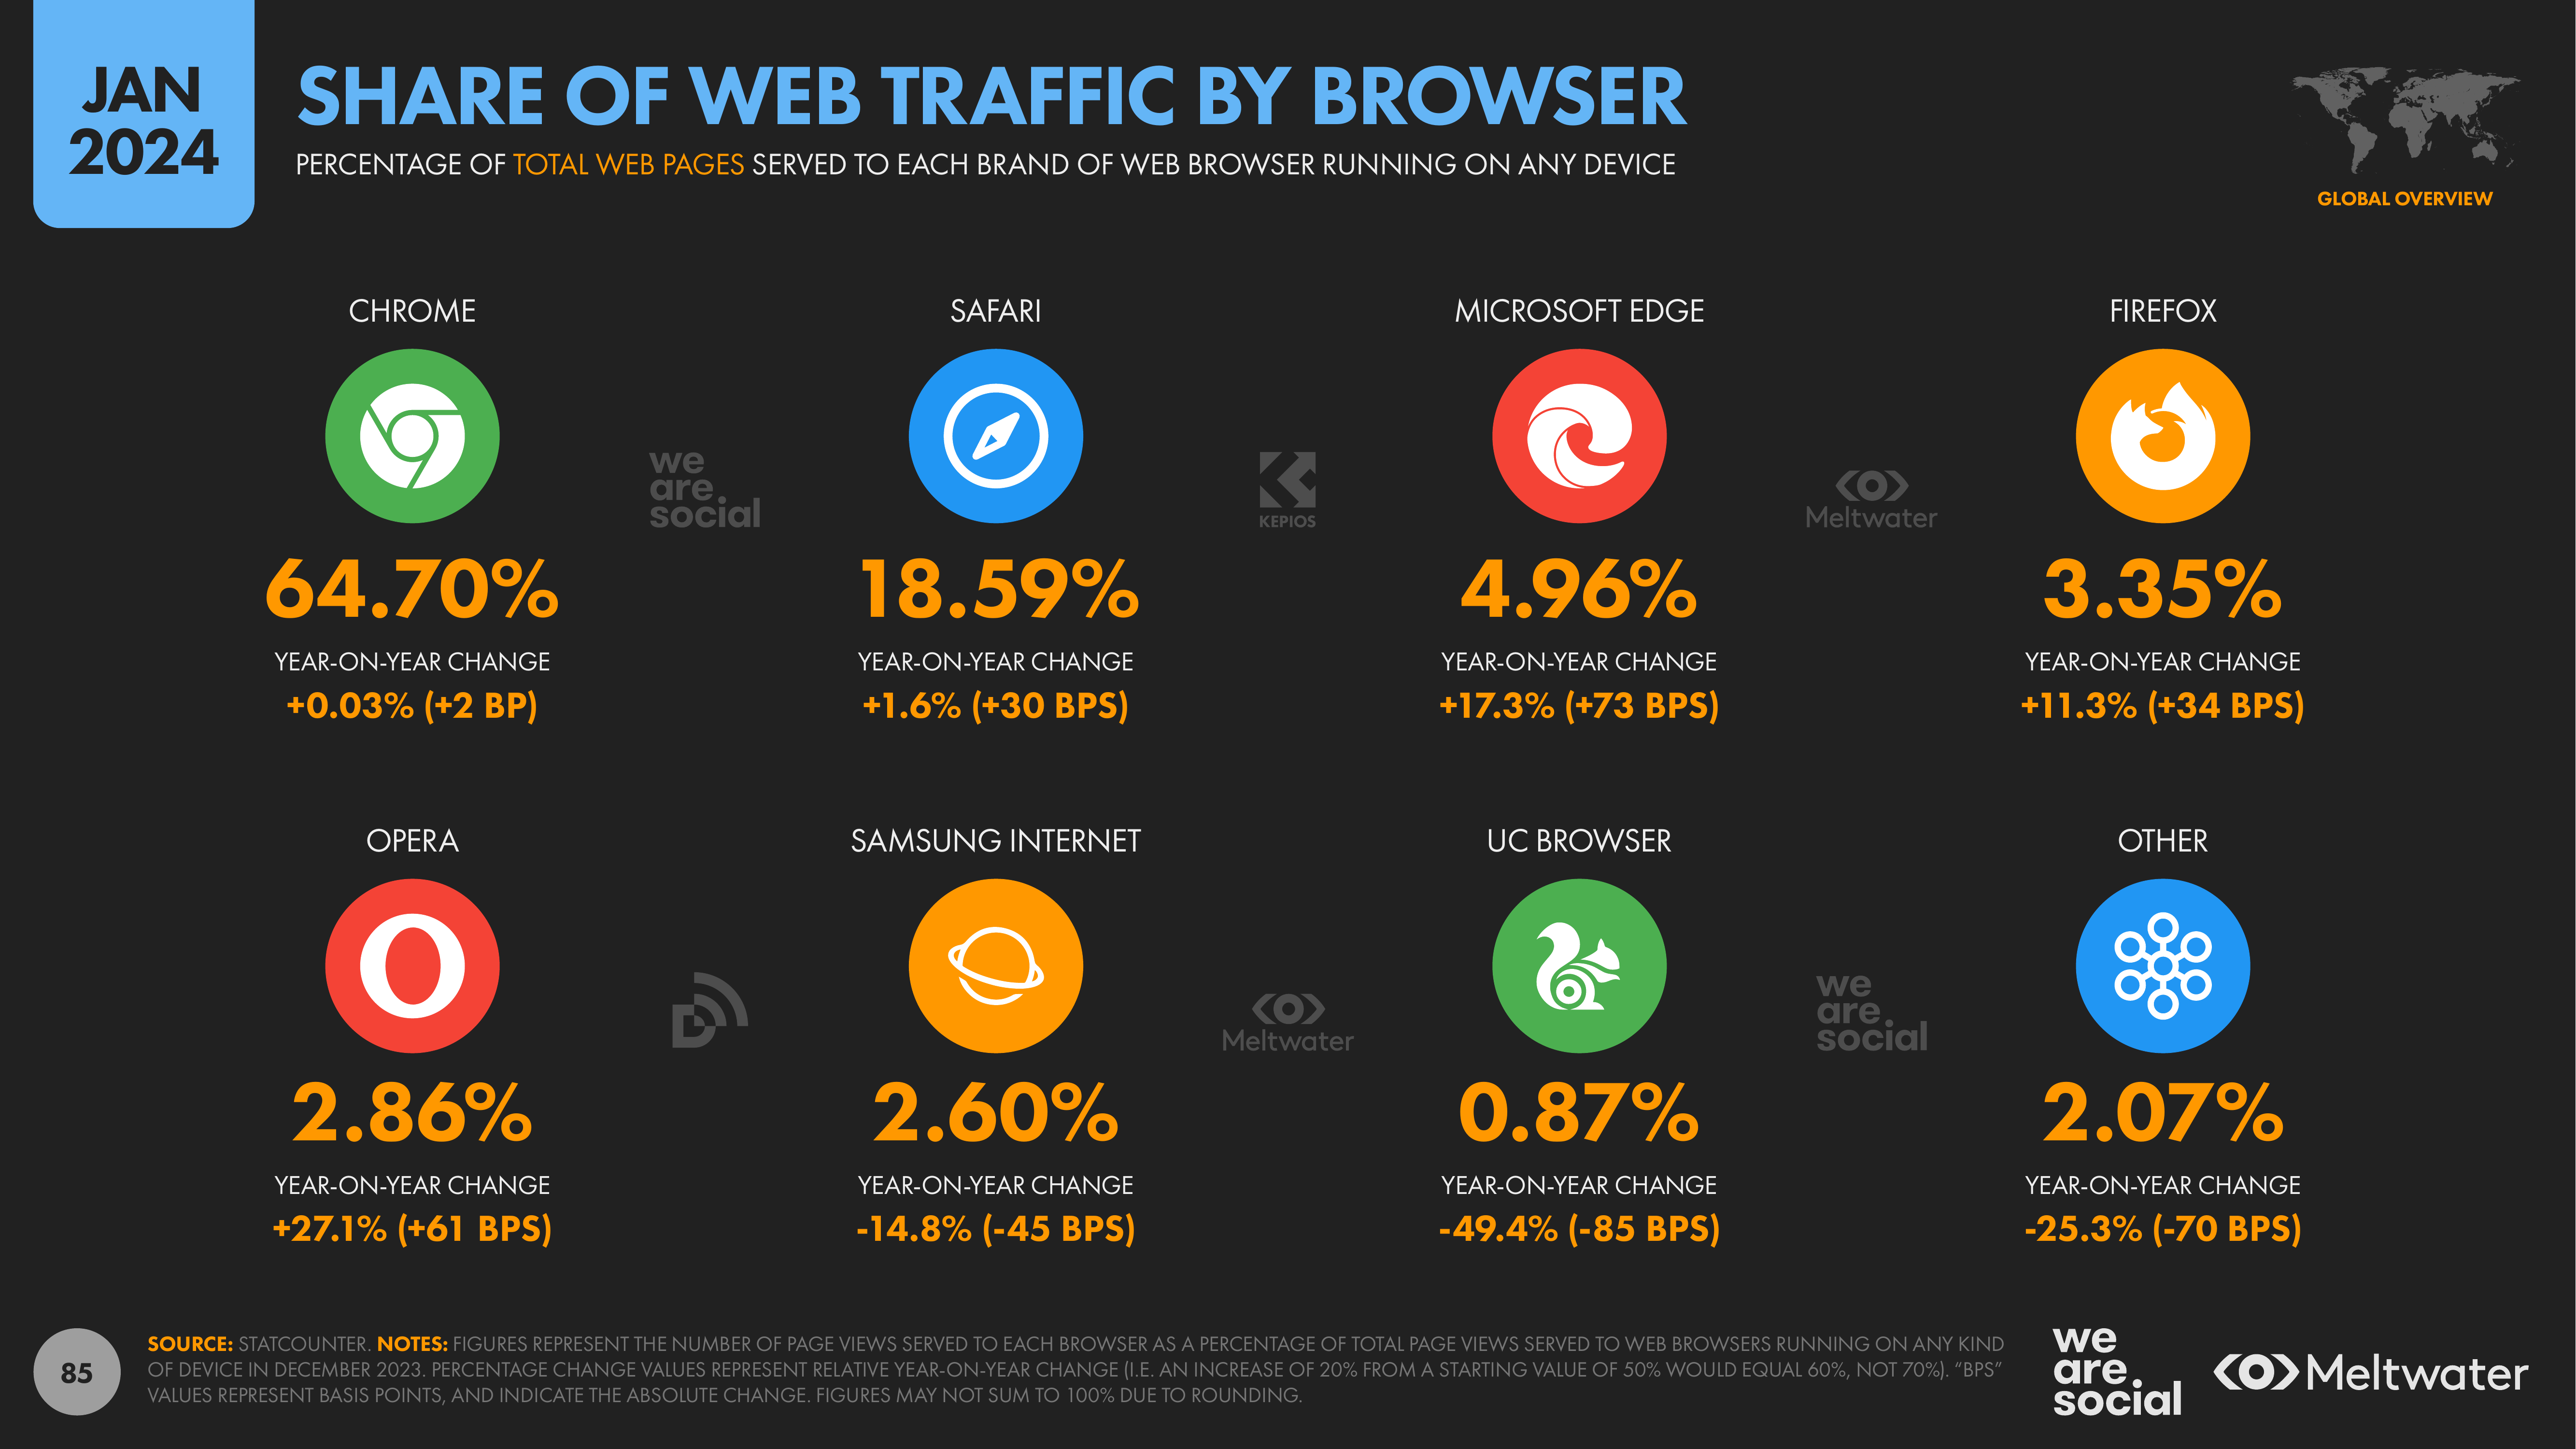 JAN
2024
SHARE OF WEB TRAFFIC BY BROWSER
PERCENTAGE OF TOTAL WEB PAGES SERVED TO EACH BRAND OF WEB BROWSER RUNNING ON ANY DEVICE
GLOBAL OVERVIEW
CHROME
SAFARI
MICROSOFT EDGE
FIREFOX
we
are
social
KEPIOS
Meltwater
64.70%
18.59%
4.96%
3.35%
YEAR-ON-YEAR CHANGE
YEAR-ON-YEAR CHANGE
YEAR-ON-YEAR CHANGE
YEAR-ON-YEAR CHANGE
+0.03% (+2 BP)
+1.6% (+30 BPS)
+17.3% (+73 BPS)
+11.3% (+34 BPS)
OPERA
SAMSUNG INTERNET
UC BROWSER
OTHER
Meltwater
we
are
social
2.86%
2.60%
0.87%
2.07%
YEAR-ON-YEAR CHANGE
YEAR-ON-YEAR CHANGE
YEAR-ON-YEAR CHANGE
YEAR-ON-YEAR CHANGE
+27.1% (+61 BPS)
-14.8% (-45 BPS)
-49.4% (-85 BPS)
-25.3% (-70 BPS)
85
SOURCE: STATCOUNTER. NOTES: FIGURES REPRESENT THE NUMBER OF PAGE VIEWS SERVED TO EACH BROWSER AS A PERCENTAGE OF TOTAL PAGE VIEWS SERVED TO WEB BROWSERS RUNNING ON ANY KIND
OF DEVICE IN DECEMBER 2023. PERCENTAGE CHANGE VALUES REPRESENT RELATIVE YEAR-ON-YEAR CHANGE (I.E. AN INCREASE OF 20% FROM A STARTING VALUE OF 50% WOULD EQUAL 60%, NOT 70%). “BPS”
VALUES REPRESENT BASIS POINTS, AND INDICATE THE ABSOLUTE CHANGE. FIGURES MAY NOT SUM TO 100% DUE TO ROUNDING.
we
are
social
Meltwater